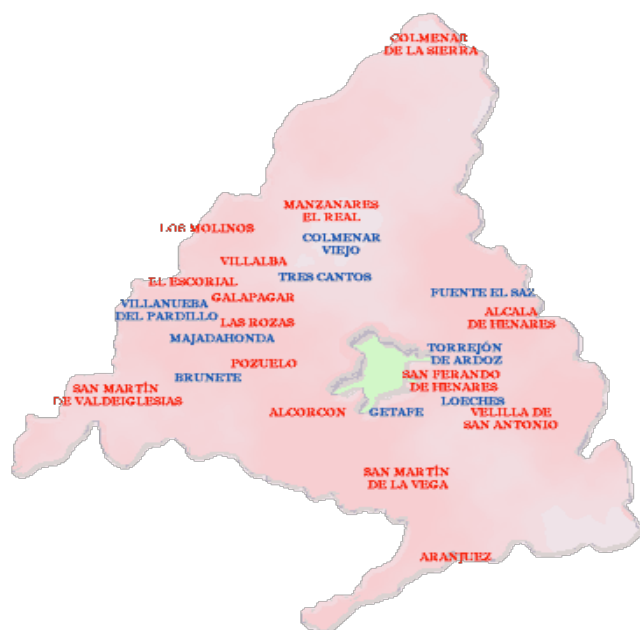 COLMENAR
DE LA SIERRA
MANZANARES
EL REAL
LOS MOLINOS
COLMENAR
VIEJO
VILLALBA
TRES CANTOS
EL ESCORIAL
FUENTE EL SAZ
GALAPAGAR
VILLANUEBA
DEL PARDILLO
ALCALA
DE HENARES
LAS ROZAS
MAJADAHONDA
TORREJÓN
DE ARDOZ
POZUELO
SAN FERANDO
DE HENARES
BRUNETE
SAN MARTÍN
DE VALDEIGLESIAS
LOECHES
ALCORCON
GETAFE
VELILLA DE
SAN ANTONIO
SAN MARTÍN
DE LA VEGA
ARANJUEZ